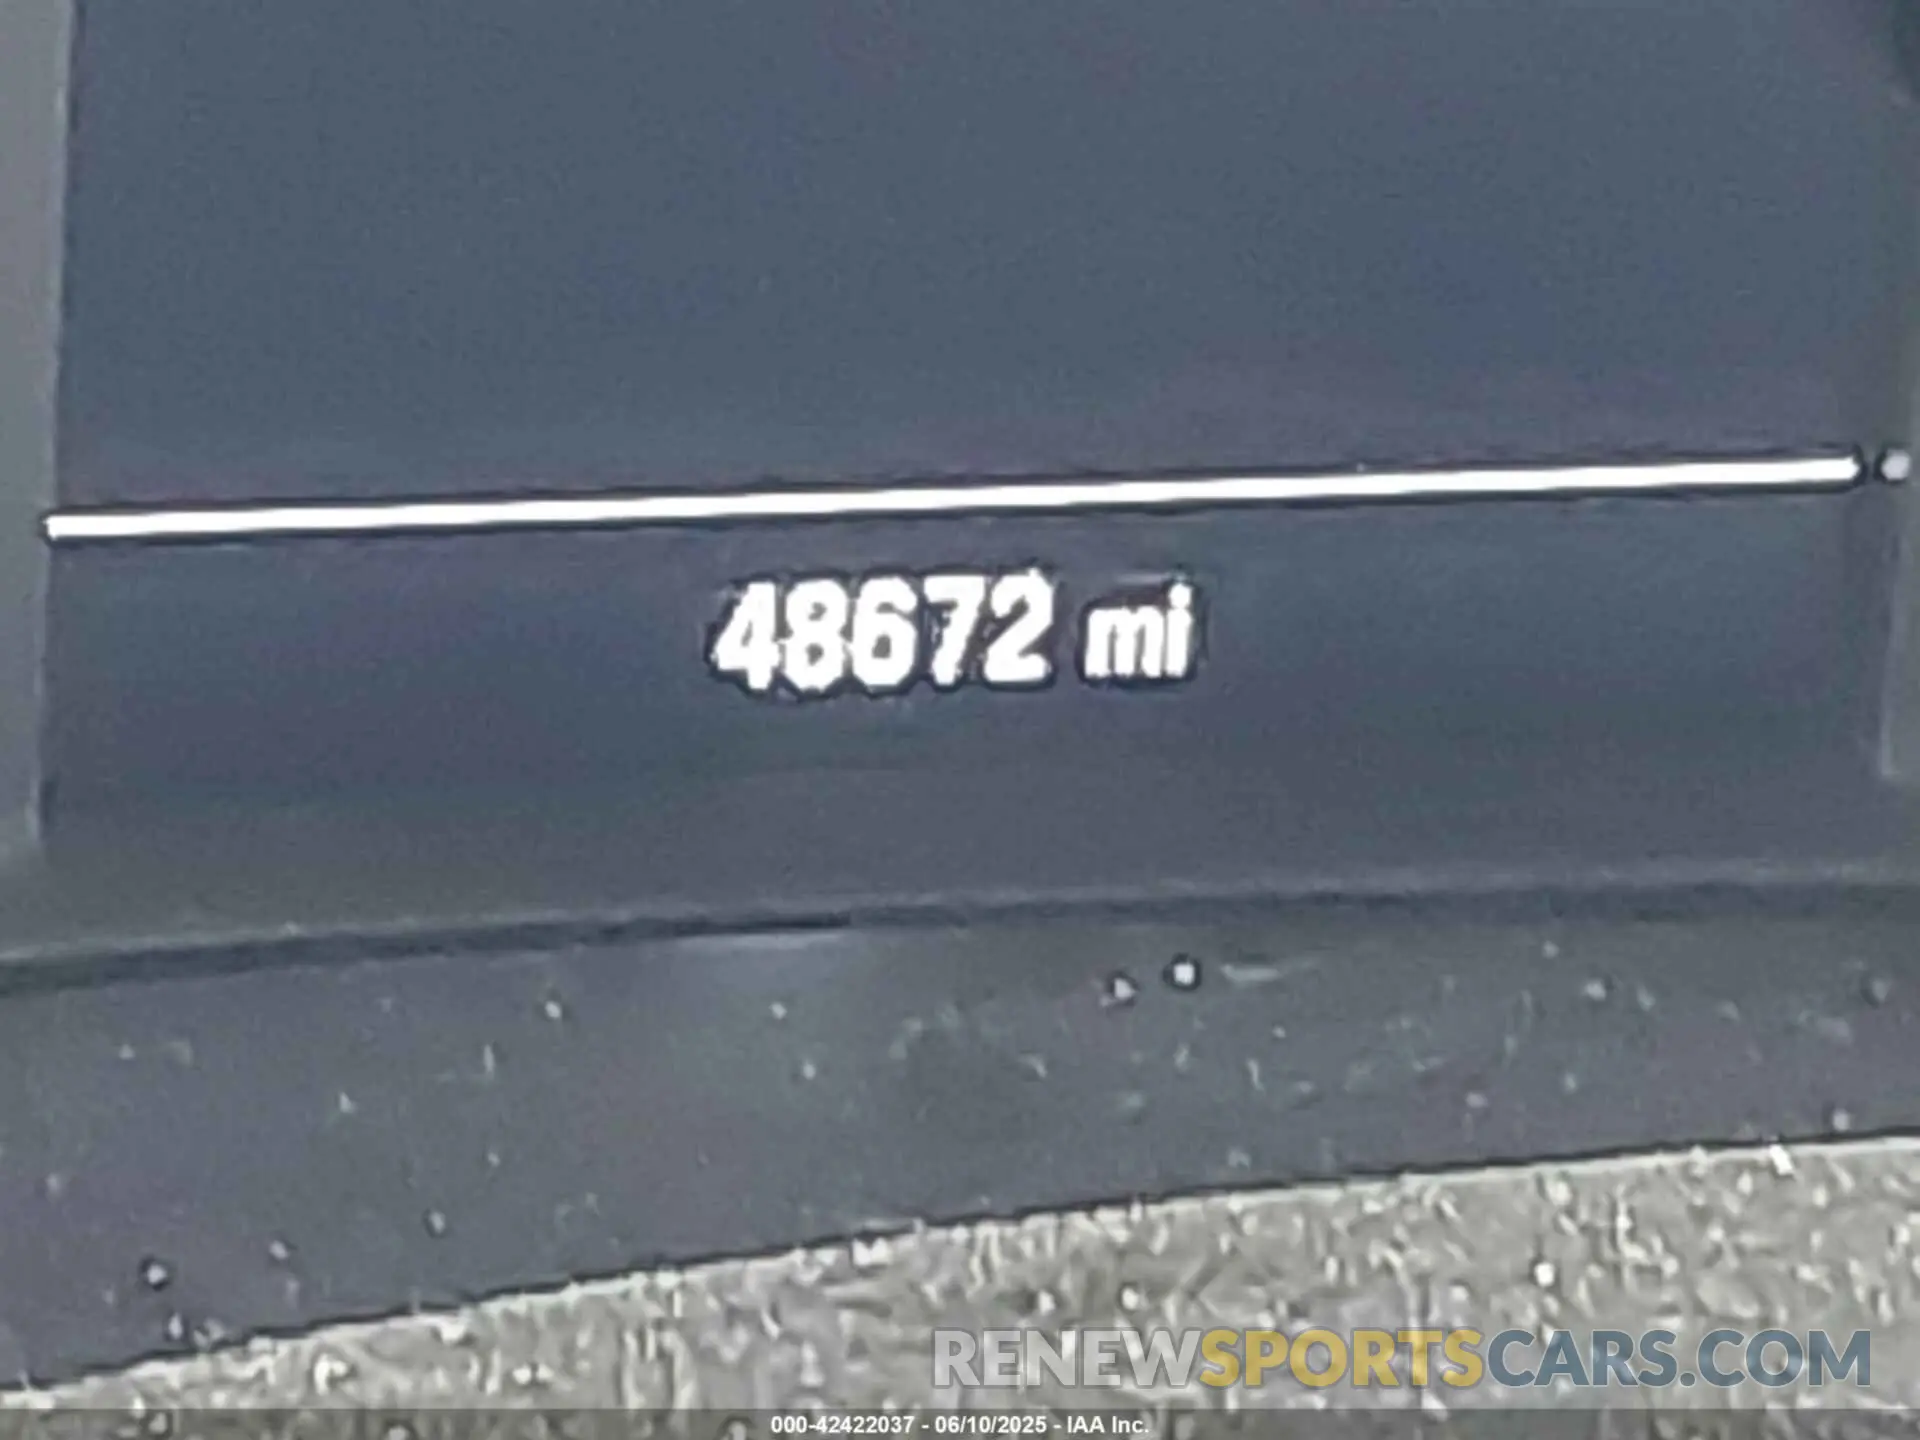 48672 mi
RENEWSPORTSCARS.COM
000-42422037 - 06/10/2025 - IAA Inc.